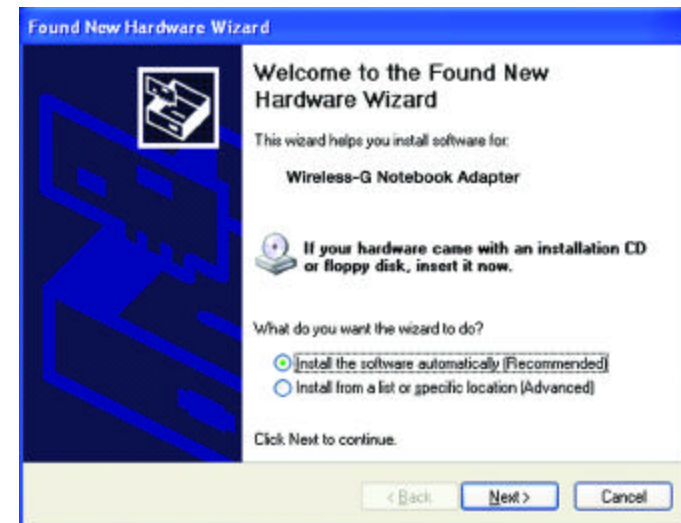 Found New Hardware Wizard
Welcome to the Found New
Hardware Wizard
This wizard helps you install software for:
Wireless-G Notebook Adapter
If your hardware came with an installation CD
or floppy disk, insert it now.
What do you want the wizard to do?
Install the software automatically (Recommended)
Install from a list or specific location (Advanced)
Click Next to continue.
< Back Next > Cancel